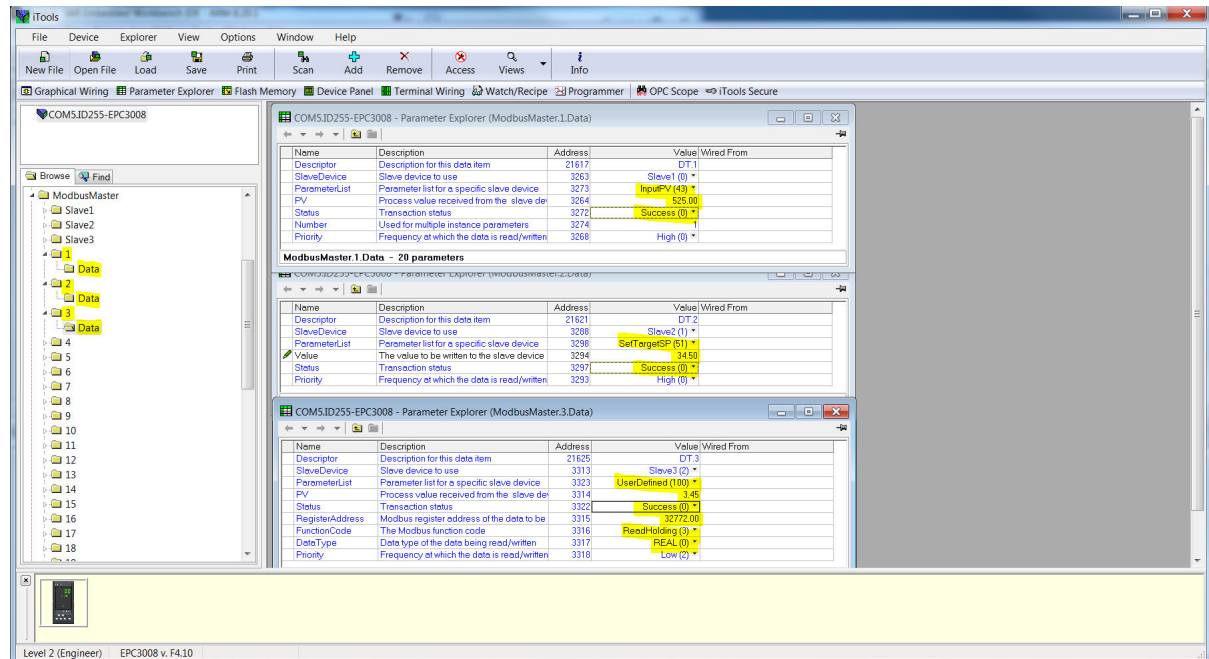 iTools
File Device Explorer View Options Window Help
New File Open File Load Save Print Scan Add Remove Access Views Info
Graphical Wiring Parameter Explorer Flash Memory Device Panel Terminal Wiring Watch/Recipe Programmer OPC Scope iTools Secure
COM5.ID255-EPC3008
Browse Find
ModbusMaster
Slave1
Slave2
Slave3
1
Data
2
Data
3
Data
4
5
6
7
8
9
10
11
12
13
14
15
16
17
18
COM5.ID255-EPC3008 - Parameter Explorer (ModbusMaster.1.Data)
Name Description Address Value Wired From
Descriptor Description for this data item 21617 DT.1
SlaveDevice Slave device to use 3263 Slave1 (0)
ParameterList Parameter list for a specific slave device 3273 InputPV (43)
PV Process value received from the slave de 3264 525.00
Status Transaction status 3272 Success (0)
Number Used for multiple instance parameters 3274 1
Priority Frequency at which the data is read/written 3268 High (0)
ModbusMaster.1.Data - 20 parameters
COM5.ID255-EPC3008 - Parameter Explorer (ModbusMaster.2.Data)
Name Description Address Value Wired From
Descriptor Description for this data item 21621 DT.2
SlaveDevice Slave device to use 3288 Slave2 (1)
ParameterList Parameter list for a specific slave device 3298 SetTargetSP (51)
Value The value to be written to the slave device 3294 34.50
Status Transaction status 3297 Success (0)
Priority Frequency at which the data is read/written 3293 High (0)
COM5.ID255-EPC3008 - Parameter Explorer (ModbusMaster.3.Data)
Name Description Address Value Wired From
Descriptor Description for this data item 21625 DT.3
SlaveDevice Slave device to use 3313 Slave3 (2)
ParameterList Parameter list for a specific slave device 3323 UserDefined (100)
PV Process value received from the slave de 3314 3.45
Status Transaction status 3322 Success (0)
RegisterAddress Modbus register address of the data to be 3315 32772.00
FunctionCode The Modbus function code 3316 ReadHolding (3)
DataType Data type of the data being read/written 3317 REAL (0)
Priority Frequency at which the data is read/written 3318 Low (2)
Level 2 (Engineer) EPC3008 v. F4.10